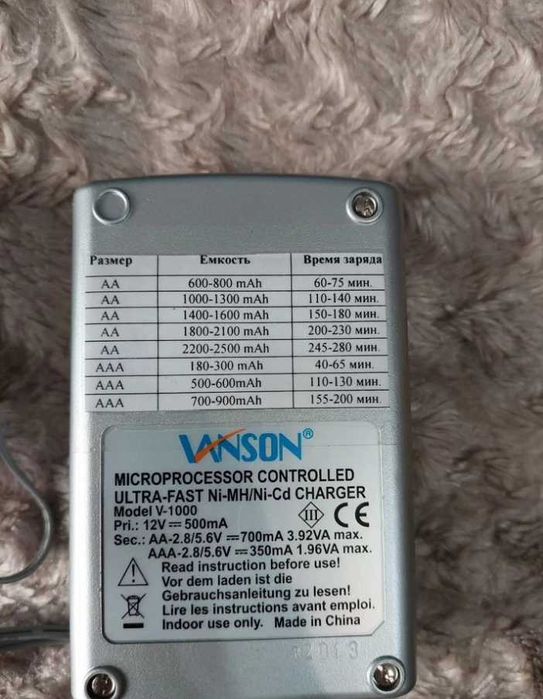 Размер Емкость Время заряда
AA 600-800 mAh 60-75 мин.
AA 1000-1300 mAh 110-140 мин.
AA 1400-1600 mAh 150-180 мин.
AA 1800-2100 mAh 200-230 мин.
AA 2200-2500 mAh 245-280 мин.
AAA 180-300 mAh 40-65 мин.
AAA 500-600mAh 110-130 мин.
AAA 700-900mAh 155-200 мин.
VANSON®
MICROPROCESSOR CONTROLLED
ULTRA-FAST Ni-MH/Ni-Cd CHARGER
Model V-1000
Pri.: 12V⎓500mA
III CE
Sec.: AA-2.8/5.6V⎓700mA 3.92VA max.
AAA-2.8/5.6V⎓350mA 1.96VA max.
Read instruction before use!
Vor dem laden ist die
Gebrauchsanleitung zu lesen!
Lire les instructions avant emploi.
Indoor use only. Made in China